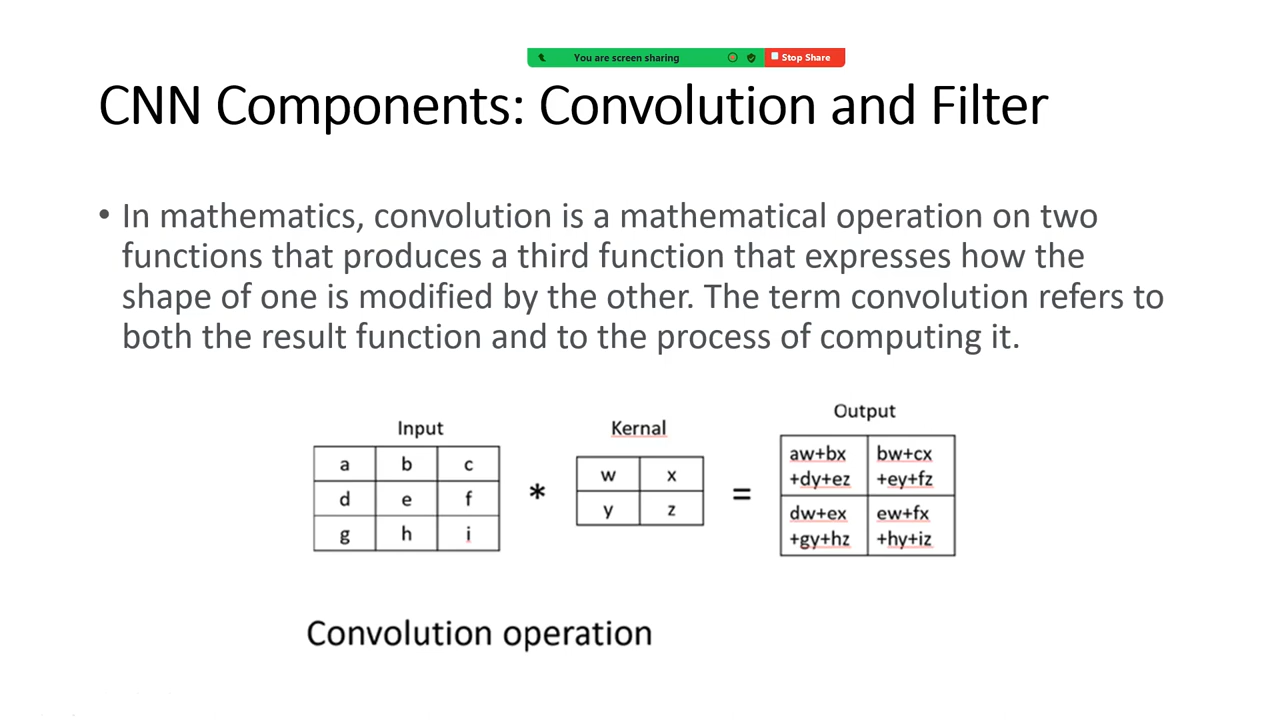 You are screen sharing
Stop Share
CNN Components: Convolution and Filter
• In mathematics, convolution is a mathematical operation on two
functions that produces a third function that expresses how the
shape of one is modified by the other. The term convolution refers to
both the result function and to the process of computing it.
Input
a b c
d e f
g h i
*
Kernal
w x
y z
=
Output
aw+bx
+dy+ez
bw+cx
+ey+fz
dw+ex
+gy+hz
ew+fx
+hy+iz
Convolution operation